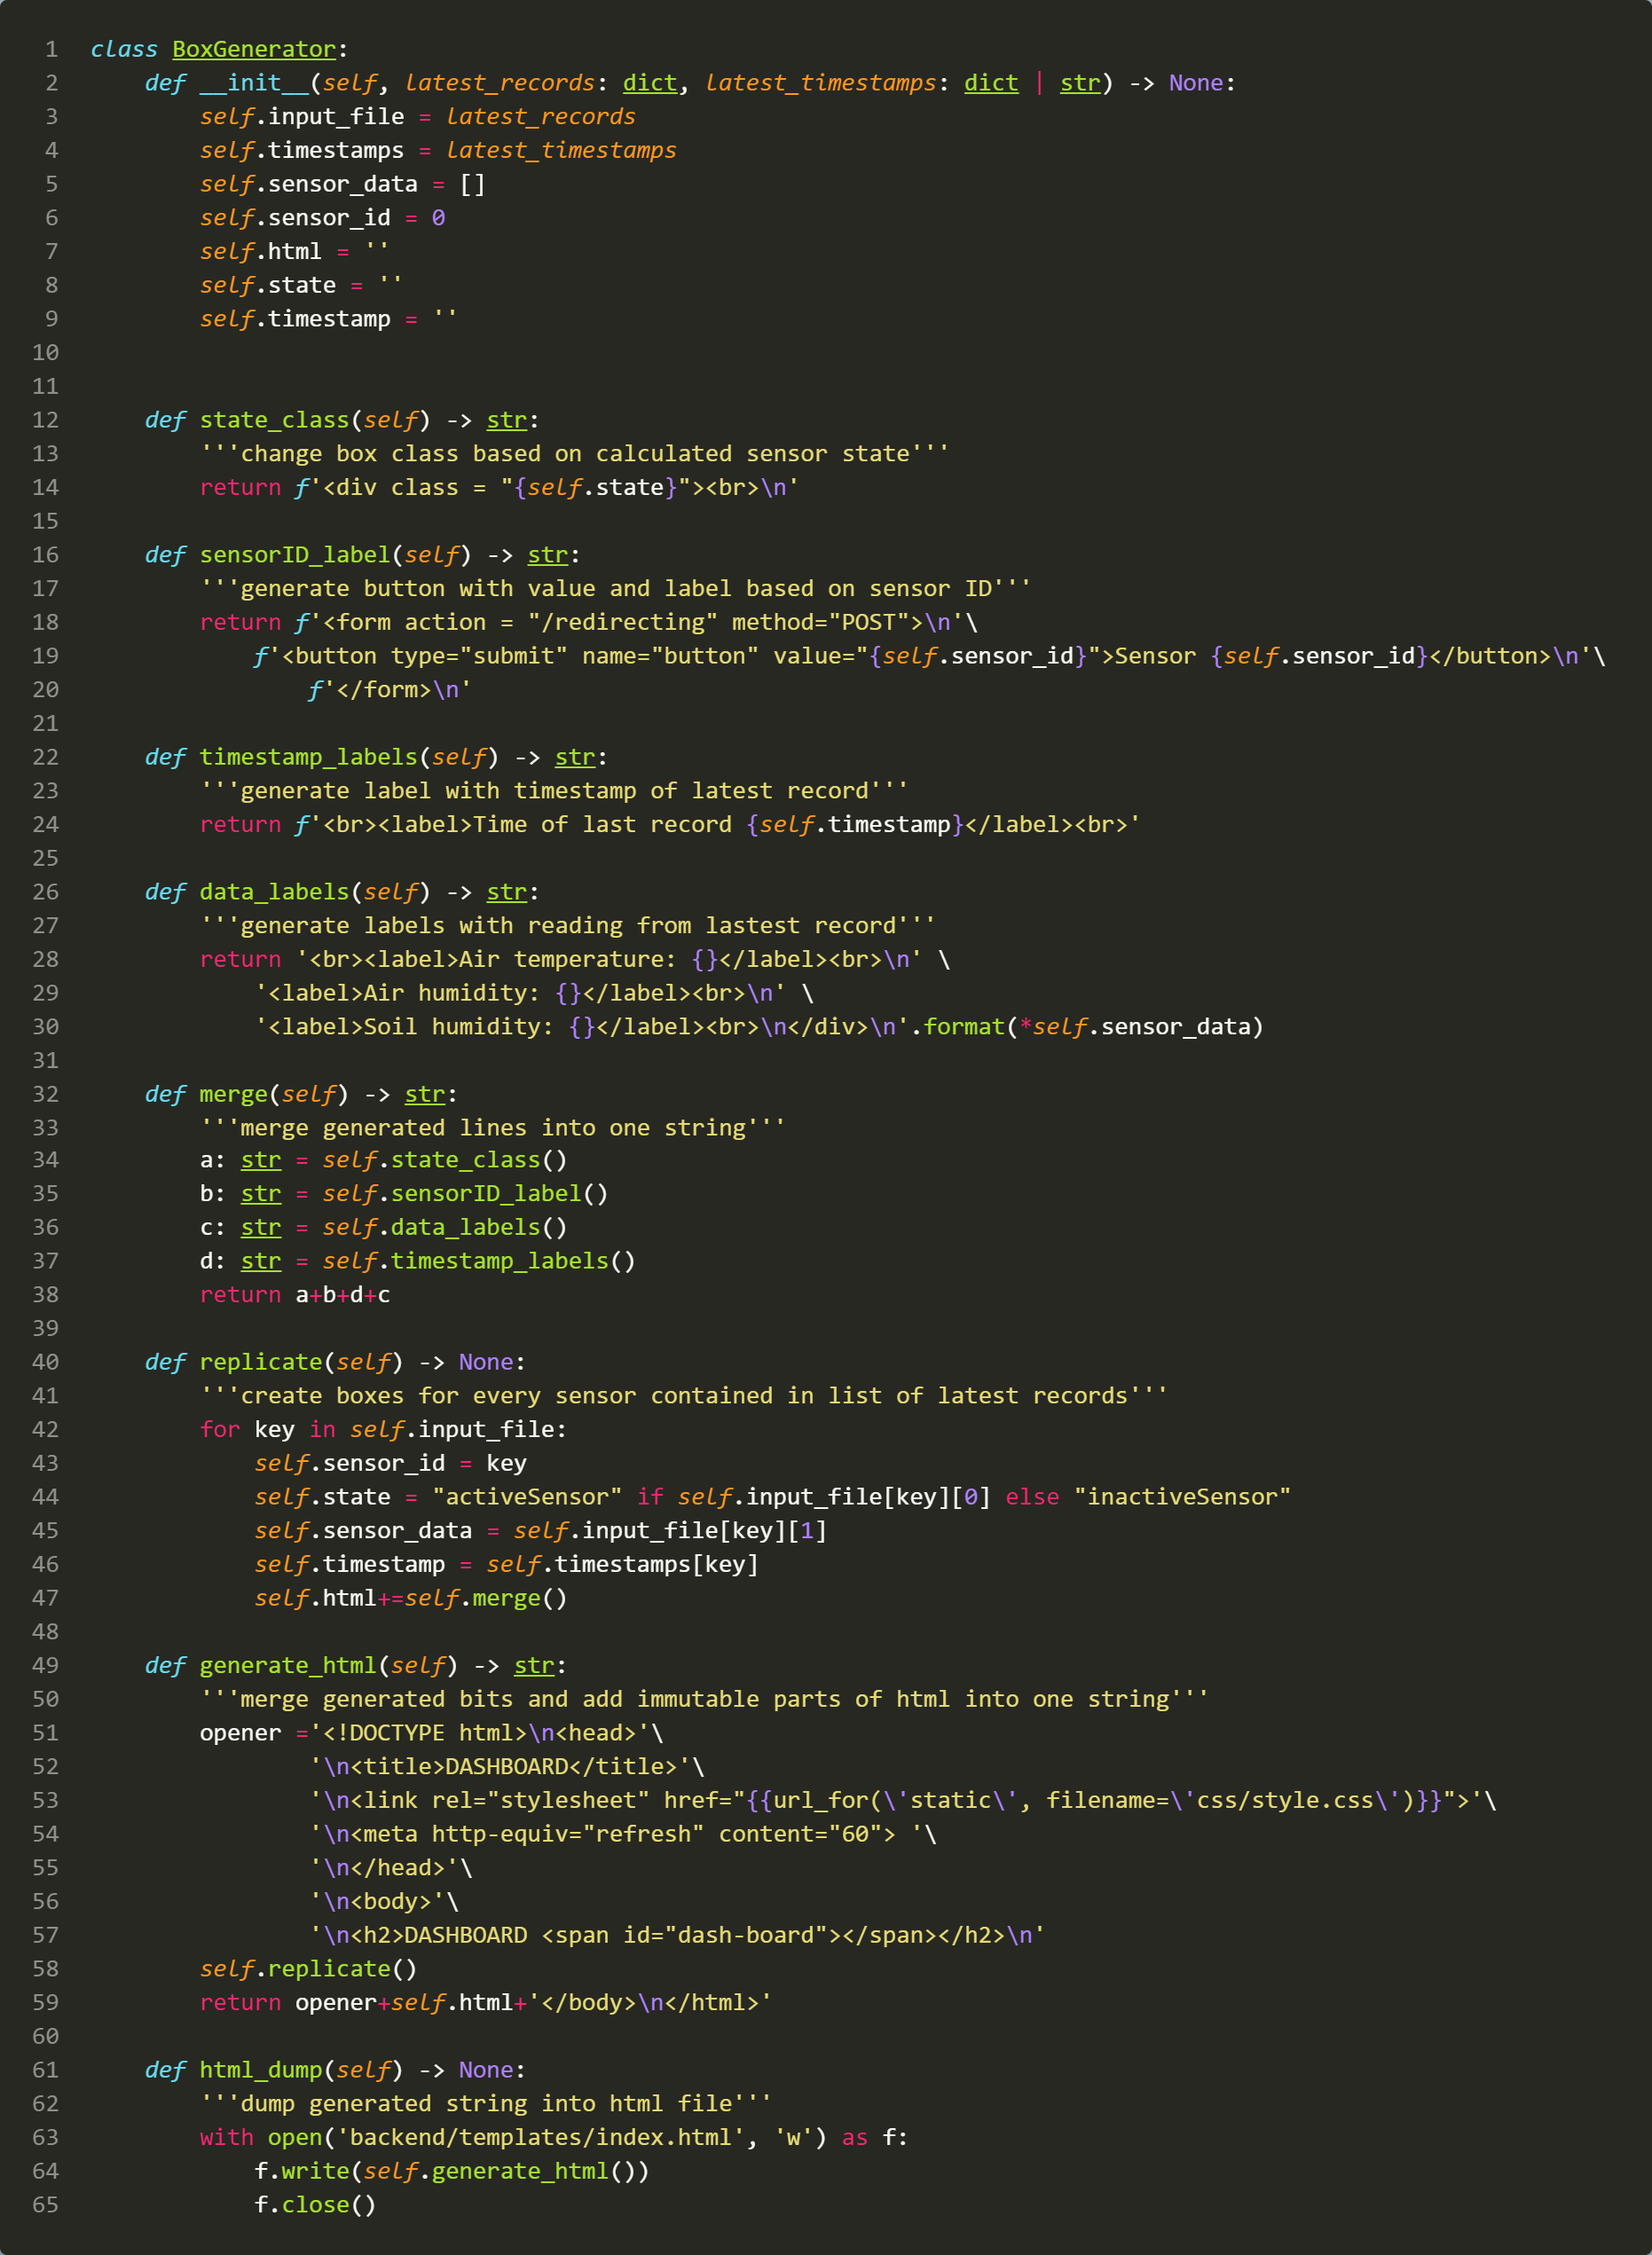 1 class BoxGenerator:
2     def __init__(self, latest_records: dict, latest_timestamps: dict | str) -> None:
3         self.input_file = latest_records
4         self.timestamps = latest_timestamps
5         self.sensor_data = []
6         self.sensor_id = 0
7         self.html = ''
8         self.state = ''
9         self.timestamp = ''
10
11
12     def state_class(self) -> str:
13         '''change box class based on calculated sensor state'''
14         return f'<div class = "{self.state}"><br>\n'
15
16     def sensorID_label(self) -> str:
17         '''generate button with value and label based on sensor ID'''
18         return f'<form action = "/redirecting" method="POST">\n'\
19             f'<button type="submit" name="button" value="{self.sensor_id}">Sensor {self.sensor_id}</button>\n'\
20                 f'</form>\n'
21
22     def timestamp_labels(self) -> str:
23         '''generate label with timestamp of latest record'''
24         return f'<br><label>Time of last record {self.timestamp}</label><br>'
25
26     def data_labels(self) -> str:
27         '''generate labels with reading from lastest record'''
28         return '<br><label>Air temperature: {}</label><br>\n' \
29             '<label>Air humidity: {}</label><br>\n' \
30             '<label>Soil humidity: {}</label><br>\n</div>\n'.format(*self.sensor_data)
31
32     def merge(self) -> str:
33         '''merge generated lines into one string'''
34         a: str = self.state_class()
35         b: str = self.sensorID_label()
36         c: str = self.data_labels()
37         d: str = self.timestamp_labels()
38         return a+b+d+c
39
40     def replicate(self) -> None:
41         '''create boxes for every sensor contained in list of latest records'''
42         for key in self.input_file:
43             self.sensor_id = key
44             self.state = "activeSensor" if self.input_file[key][0] else "inactiveSensor"
45             self.sensor_data = self.input_file[key][1]
46             self.timestamp = self.timestamps[key]
47             self.html+=self.merge()
48
49     def generate_html(self) -> str:
50         '''merge generated bits and add immutable parts of html into one string'''
51         opener ='<!DOCTYPE html>\n<head>'\
52                 '\n<title>DASHBOARD</title>'\
53                 '\n<link rel="stylesheet" href="{{url_for(\'static\', filename=\'css/style.css\')}}">'\
54                 '\n<meta http-equiv="refresh" content="60"> '\
55                 '\n</head>'\
56                 '\n<body>'\
57                 '\n<h2>DASHBOARD <span id="dash-board"></span></h2>\n'
58         self.replicate()
59         return opener+self.html+'</body>\n</html>'
60
61     def html_dump(self) -> None:
62         '''dump generated string into html file'''
63         with open('backend/templates/index.html', 'w') as f:
64             f.write(self.generate_html())
65             f.close()